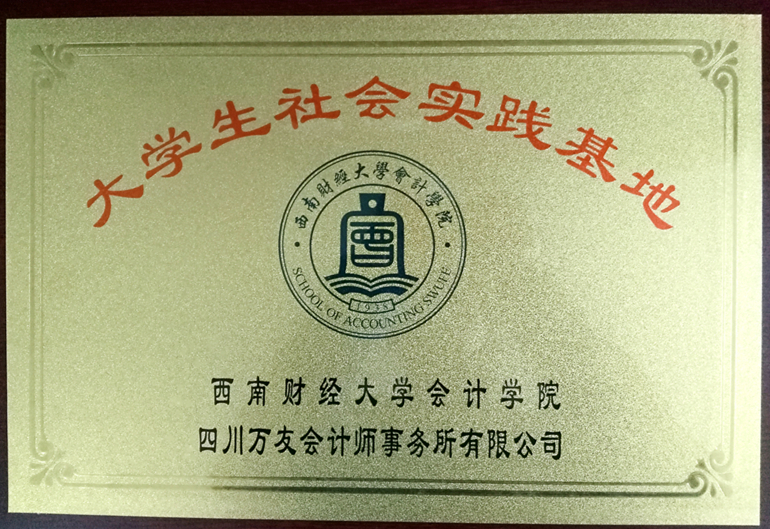 大学生社会实践基地
西南财经大學會計學院
SCHOOL OF ACCOUNTING SWUFE
1938
西南财经大学会计学院
四川万友会计师事务所有限公司